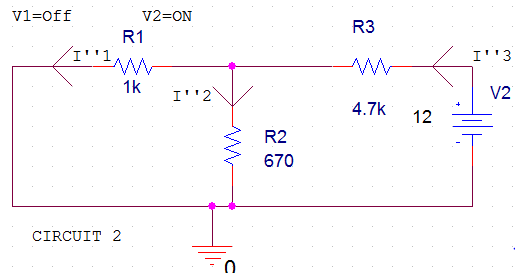 V1=Off V2=ON
R1
R3
I''1
I''3
1k
I''2
V2
4.7k
12
R2
670
CIRCUIT 2
0